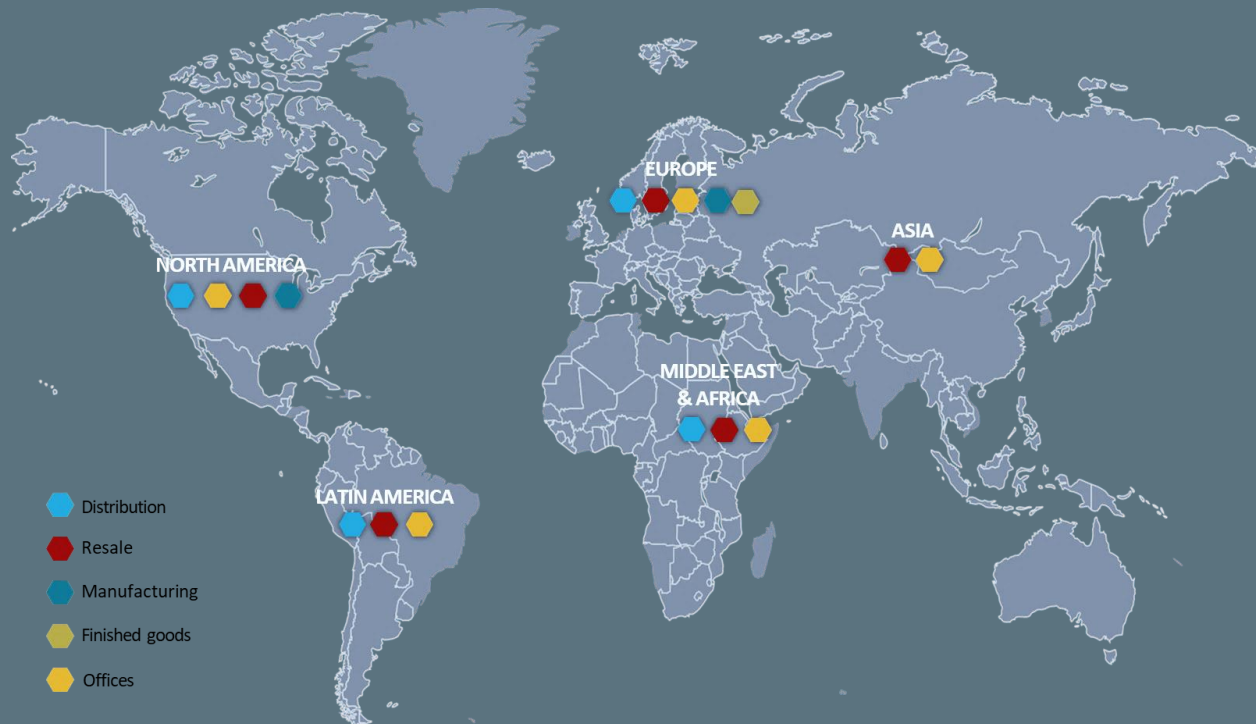 EUROPE
ASIA
NORTH AMERICA
MIDDLE EAST
& AFRICA
LATIN AMERICA
Distribution
Resale
Manufacturing
Finished goods
Offices